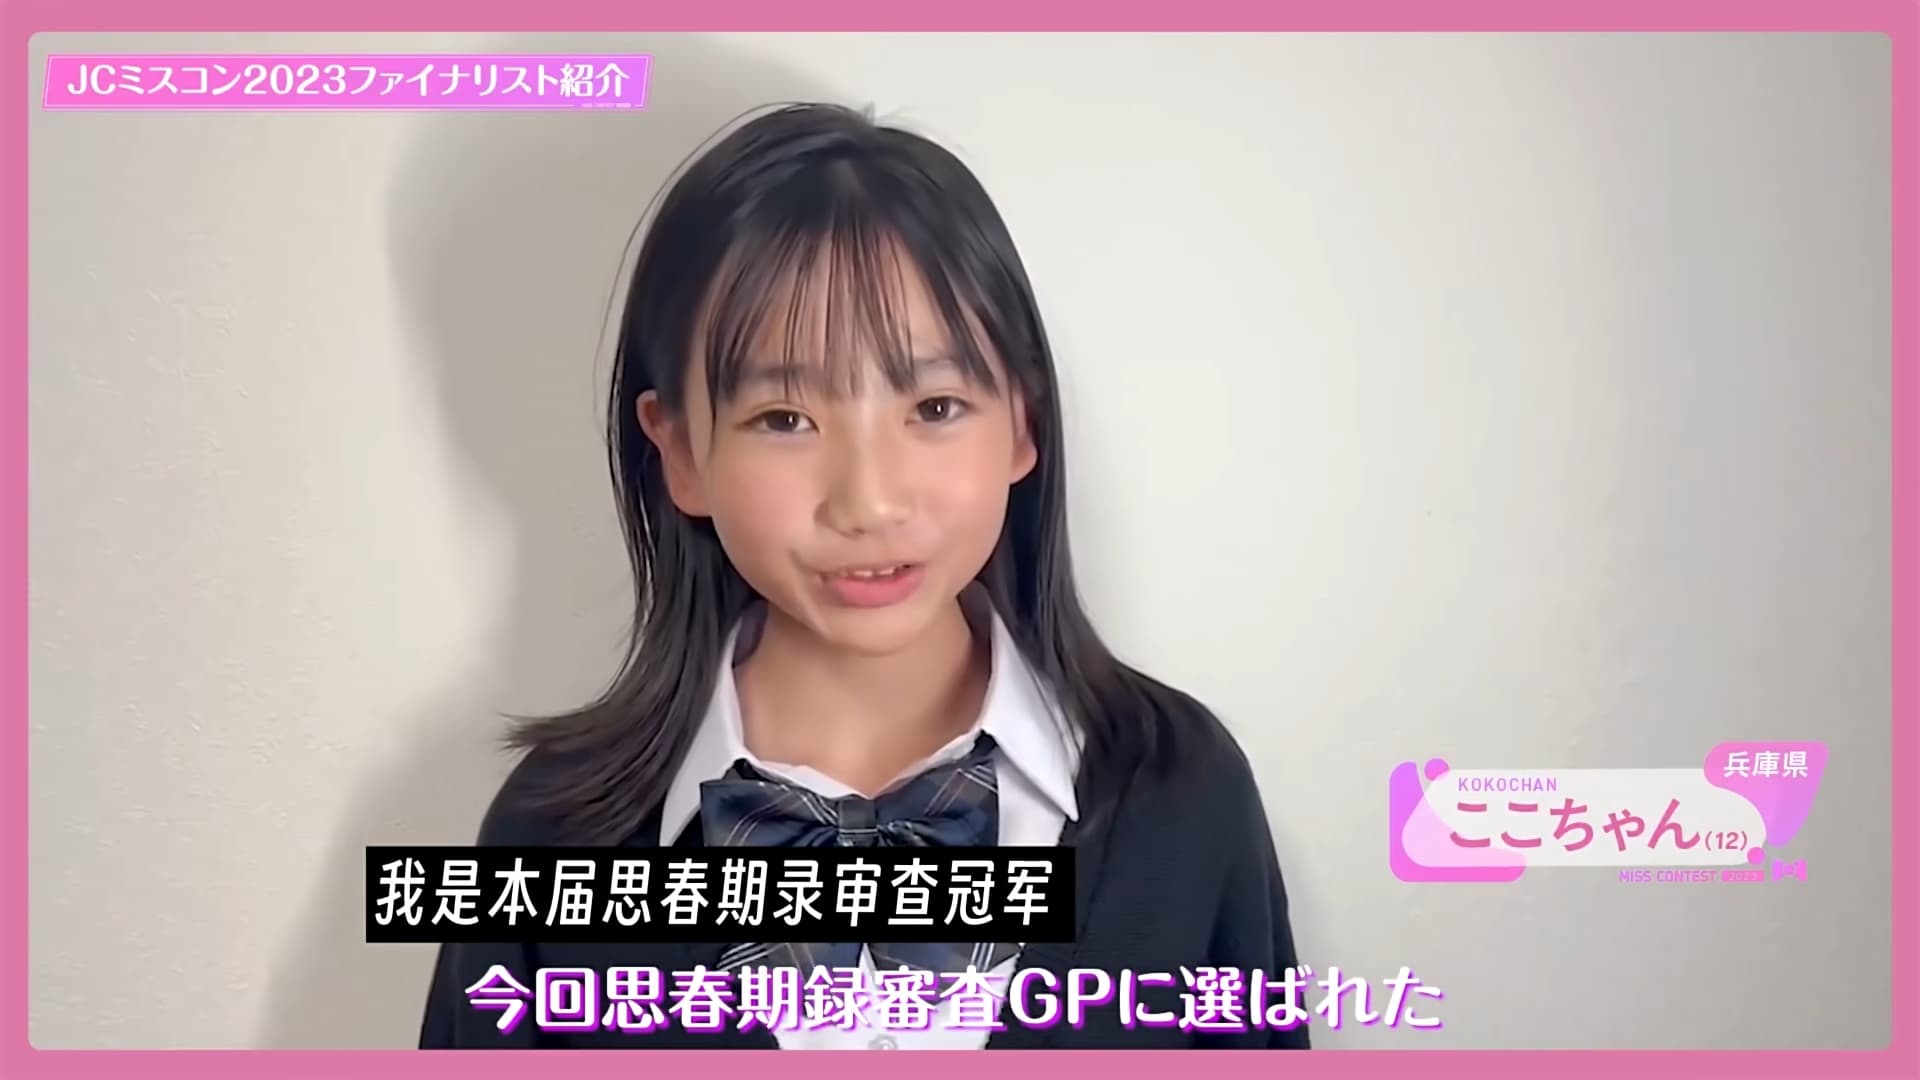 JCミスコン2023ファイナリスト紹介
兵庫県
KOKOCHAN
ここちゃん(12)
MISS CONTEST 2023
我是本届思春期录审查冠军
今回思春期録審査GPに選ばれた